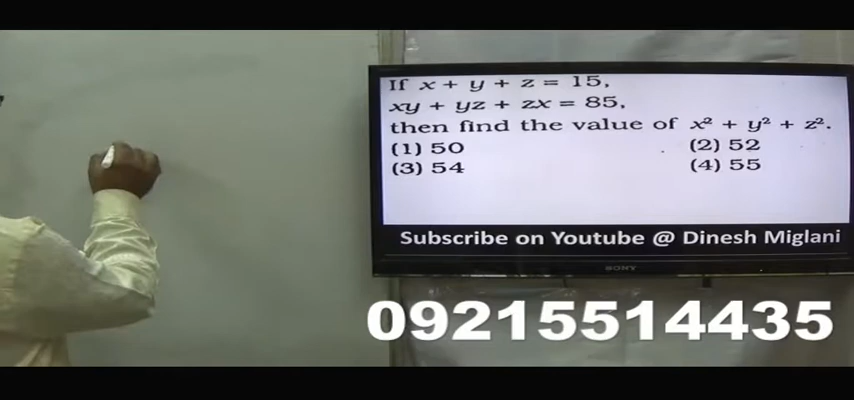 If x + y + z = 15,
xy + yz + zx = 85,
then find the value of x² + y² + z².
(1) 50 (2) 52
(3) 54 (4) 55
Subscribe on Youtube @ Dinesh Miglani
SONY
09215514435